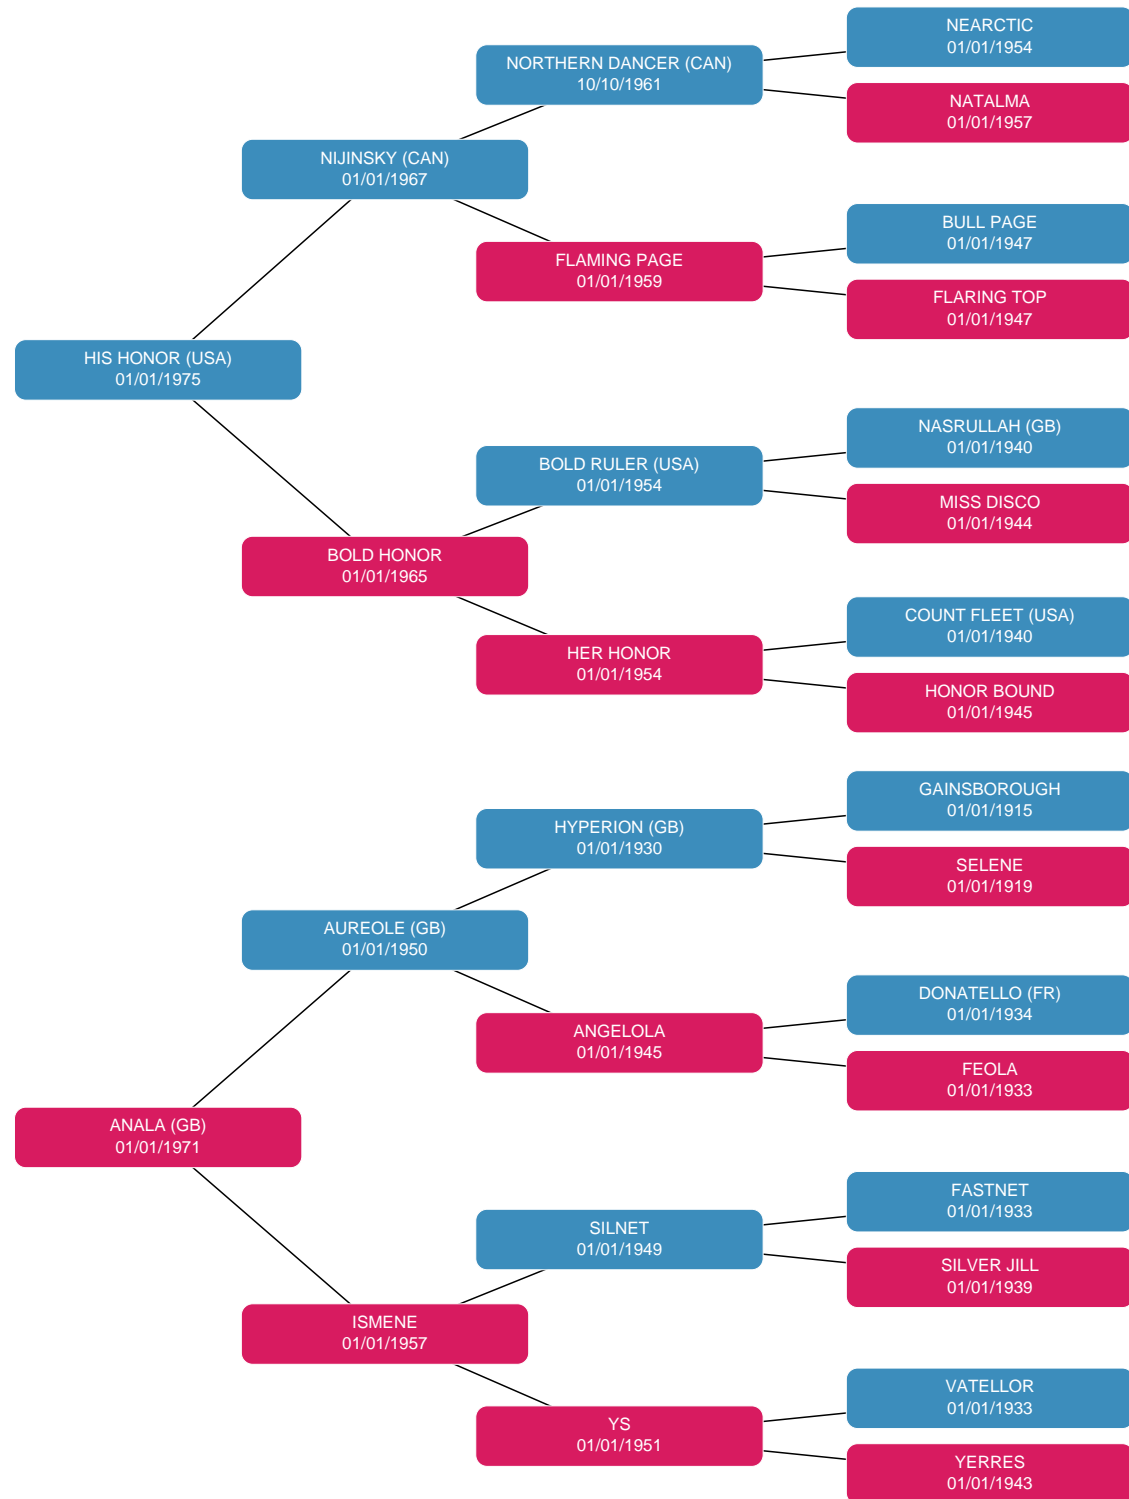 NEARCTIC
01/01/1954
NORTHERN DANCER (CAN)
10/10/1961
NATALMA
01/01/1957
NIJINSKY (CAN)
01/01/1967
BULL PAGE
01/01/1947
FLAMING PAGE
01/01/1959
FLARING TOP
01/01/1947
HIS HONOR (USA)
01/01/1975
NASRULLAH (GB)
01/01/1940
BOLD RULER (USA)
01/01/1954
MISS DISCO
01/01/1944
BOLD HONOR
01/01/1965
COUNT FLEET (USA)
01/01/1940
HER HONOR
01/01/1954
HONOR BOUND
01/01/1945
GAINSBOROUGH
01/01/1915
HYPERION (GB)
01/01/1930
SELENE
01/01/1919
AUREOLE (GB)
01/01/1950
DONATELLO (FR)
01/01/1934
ANGELOLA
01/01/1945
FEOLA
01/01/1933
ANALA (GB)
01/01/1971
FASTNET
01/01/1933
SILNET
01/01/1949
SILVER JILL
01/01/1939
ISMENE
01/01/1957
VATELLOR
01/01/1933
YS
01/01/1951
YERRES
01/01/1943